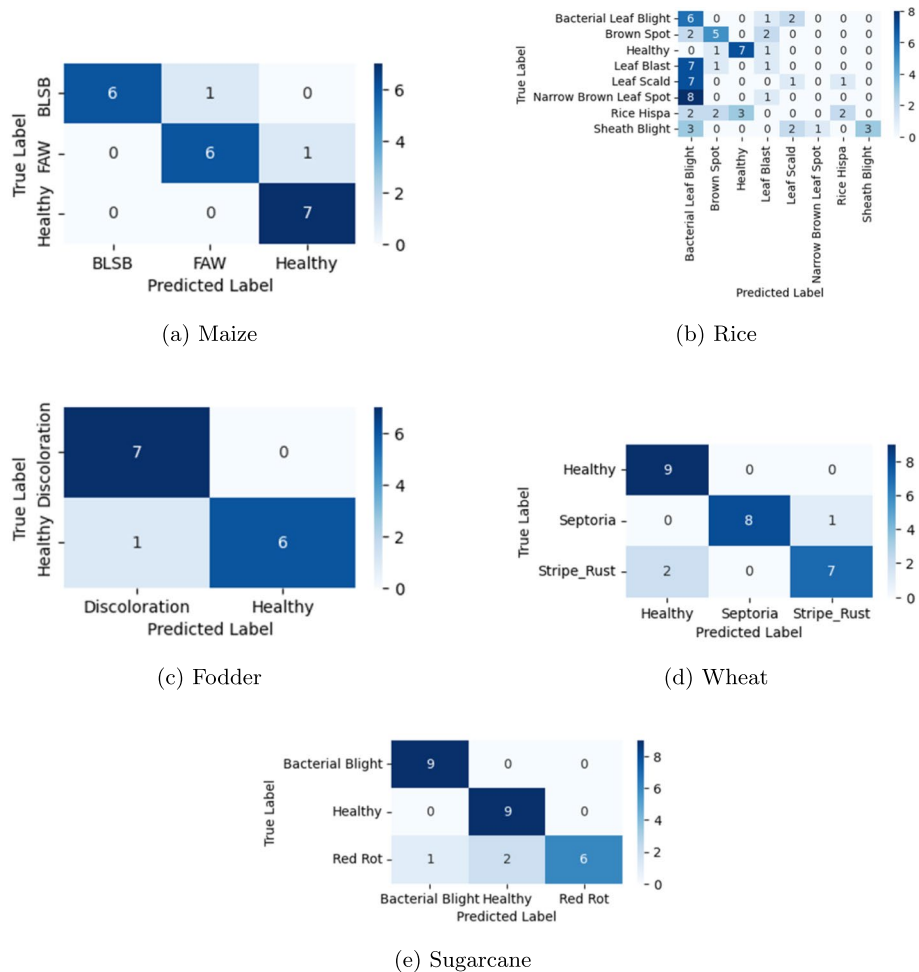 BLSB 6 1 0
FAW 0 6 1
Healthy 0 0 7
BLSB FAW Healthy
True Label
Predicted Label
0 2 4 6
(a) Maize
Bacterial Leaf Blight 6 0 0 1 2 0 0 0
Brown Spot 2 5 0 2 0 0 0 0
Healthy 0 1 7 1 0 0 0 0
Leaf Blast 7 1 0 1 0 0 0 0
Leaf Scald 7 0 0 0 1 0 1 0
Narrow Brown Leaf Spot 8 0 0 1 0 0 0 0
Rice Hispa 2 2 3 0 0 0 2 0
Sheath Blight 3 0 0 0 2 1 0 3
Bacterial Leaf Blight
Brown Spot
Healthy
Leaf Blast
Leaf Scald
Narrow Brown Leaf Spot
Rice Hispa
Sheath Blight
True Label
Predicted Label
8 6 4 2 0
(b) Rice
Discoloration 7 0
Healthy 1 6
Discoloration Healthy
True Label
Predicted Label
6 4 2 0
(c) Fodder
Healthy 9 0 0
Septoria 0 8 1
Stripe_Rust 2 0 7
Healthy Septoria Stripe_Rust
True Label
Predicted Label
8 6 4 2 0
(d) Wheat
Bacterial Blight 9 0 0
Healthy 0 9 0
Red Rot 1 2 6
Bacterial Blight Healthy Red Rot
True Label
Predicted Label
8 6 4 2 0
(e) Sugarcane